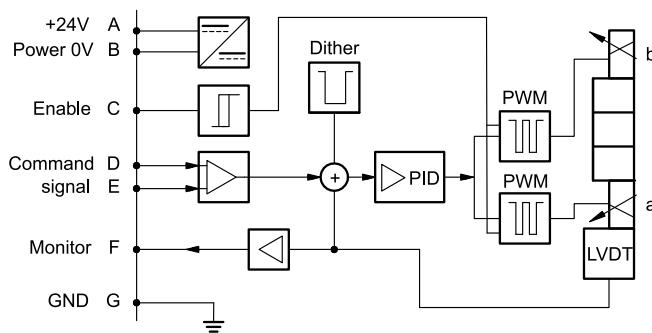 +24V A
Power 0V B
Dither
b
Enable C
PWM
Command D
signal E
+
PID
PWM
a
Monitor F
LVDT
GND G